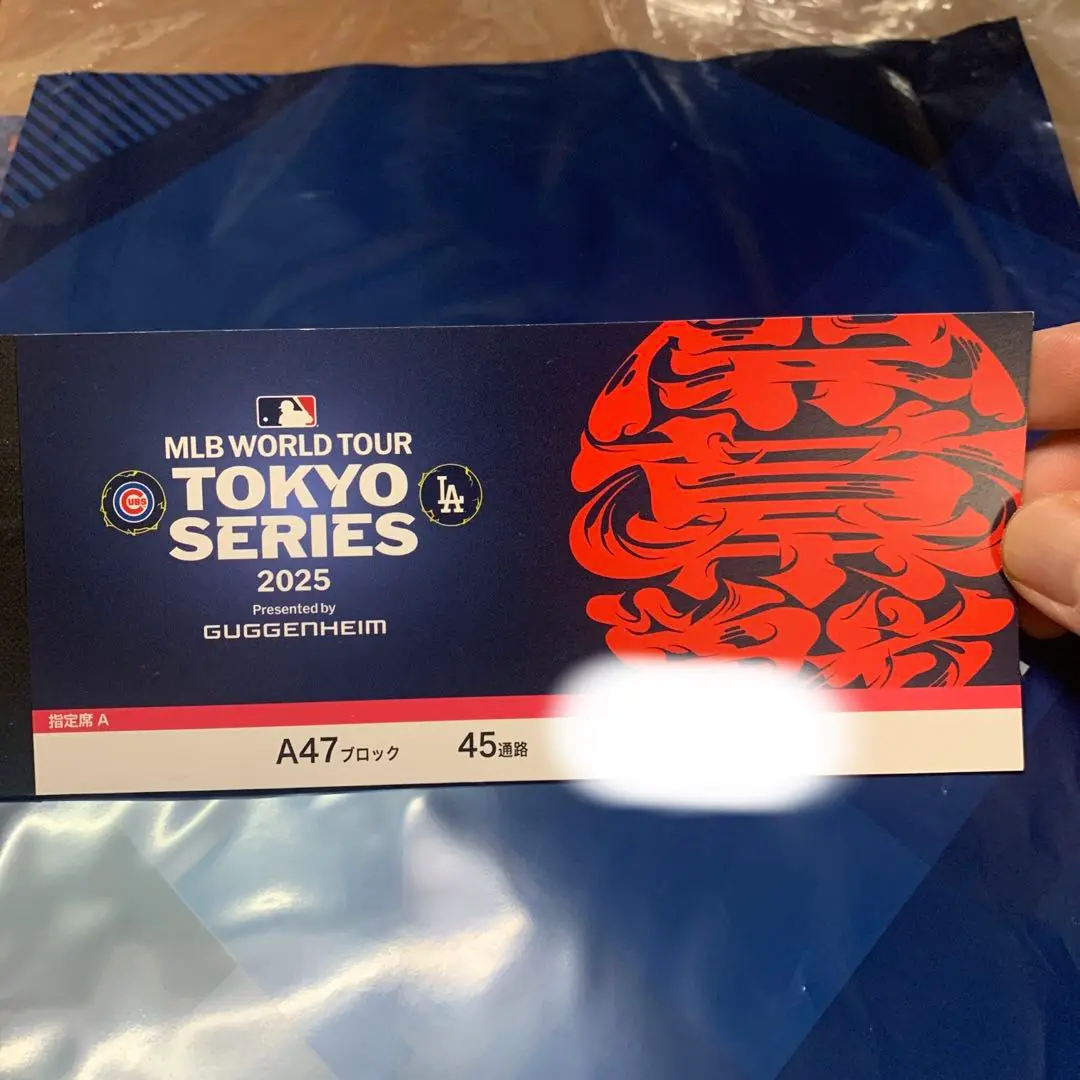 MLB WORLD TOUR
TOKYO
SERIES
2025
Presented by
GUGGENHEIM
CUBS
LA
指定席 A
A47ブロック 45通路